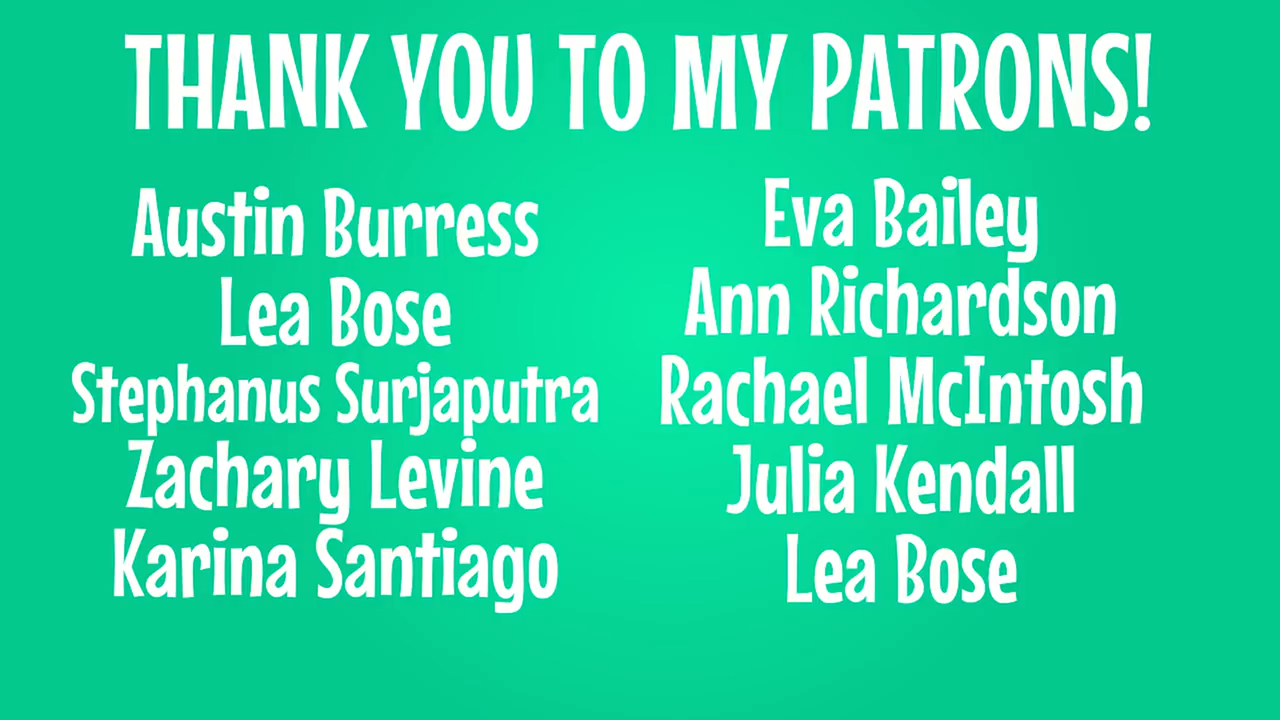 THANK YOU TO MY PATRONS!
Austin Burress
Lea Bose
Stephanus Surjaputra
Zachary Levine
Karina Santiago
Eva Bailey
Ann Richardson
Rachael McIntosh
Julia Kendall
Lea Bose